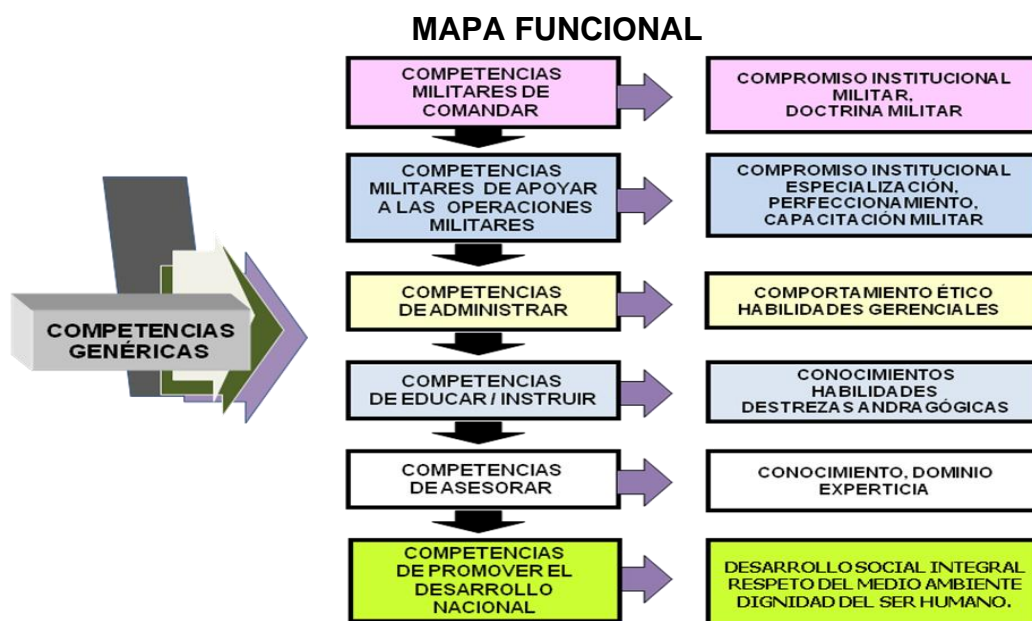 MAPA FUNCIONAL
COMPETENCIAS
GENÉRICAS
COMPETENCIAS
MILITARES DE
COMANDAR
COMPROMISO INSTITUCIONAL
MILITAR,
DOCTRINA MILITAR
COMPETENCIAS
MILITARES DE APOYAR
A LAS OPERACIONES
MILITARES
COMPROMISO INSTITUCIONAL
ESPECIALIZACIÓN,
PERFECCIONAMIENTO,
CAPACITACIÓN MILITAR
COMPETENCIAS
DE ADMINISTRAR
COMPORTAMIENTO ÉTICO
HABILIDADES GERENCIALES
COMPETENCIAS
DE EDUCAR / INSTRUIR
CONOCIMIENTOS
HABILIDADES
DESTREZAS ANDRAGÓGICAS
COMPETENCIAS
DE ASESORAR
CONOCIMIENTO, DOMINIO
EXPERTICIA
COMPETENCIAS
DE PROMOVER EL
DESARROLLO
NACIONAL
DESARROLLO SOCIAL INTEGRAL
RESPETO DEL MEDIO AMBIENTE
DIGNIDAD DEL SER HUMANO.